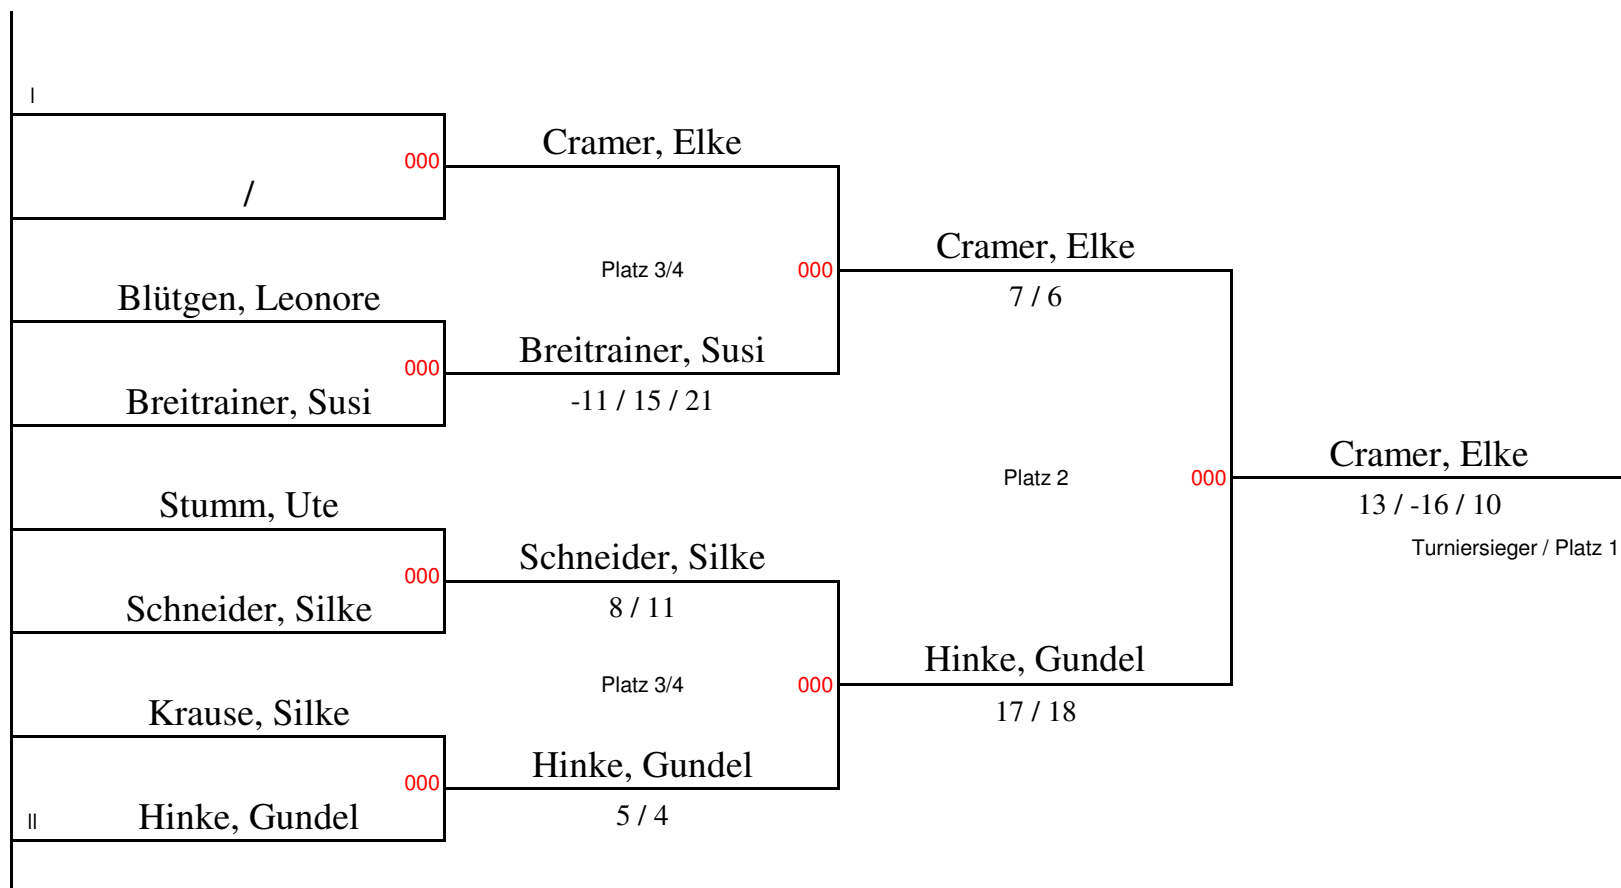 I
000
/
Cramer, Elke
Blütgen, Leonore
000
Breitrainer, Susi
Platz 3/4
000
Breitrainer, Susi
-11 / 15 / 21
Cramer, Elke
7 / 6
Stumm, Ute
000
Schneider, Silke
Schneider, Silke
8 / 11
Krause, Silke
000
II
Hinke, Gundel
Platz 3/4
000
Hinke, Gundel
5 / 4
Hinke, Gundel
17 / 18
Platz 2
000
Cramer, Elke
13 / -16 / 10
Turniersieger / Platz 1